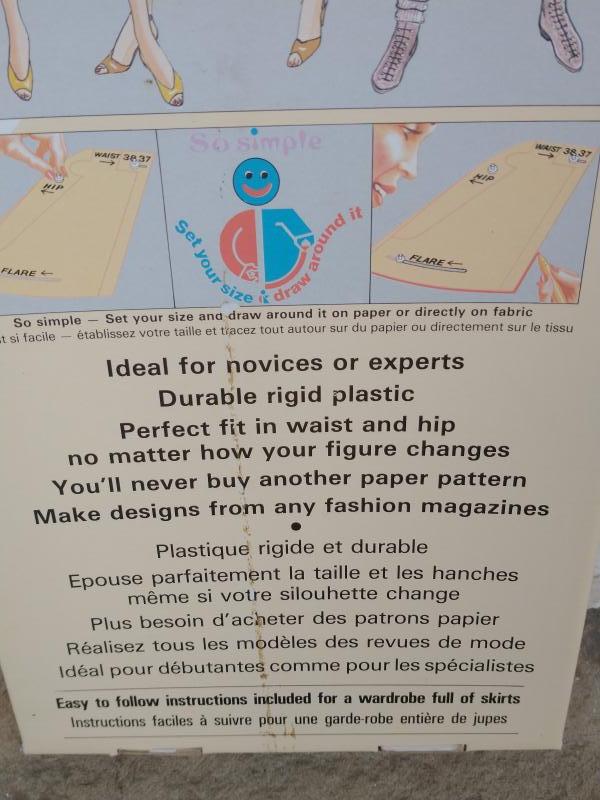 WAIST 38.37
HIP
FLARE
So simple
Set your size & draw around it
WAIST 38.37
HIP
FLARE
So simple — Set your size and draw around it on paper or directly on fabric
t si facile — établissez votre taille et tracez tout autour sur du papier ou directement sur le tissu
Ideal for novices or experts
Durable rigid plastic
Perfect fit in waist and hip
no matter how your figure changes
You'll never buy another paper pattern
Make designs from any fashion magazines
Plastique rigide et durable
Epouse parfaitement la taille et les hanches
même si votre silouhette change
Plus besoin d'acheter des patrons papier
Réalisez tous les modèles des revues de mode
Idéal pour débutantes comme pour les spécialistes
Easy to follow instructions included for a wardrobe full of skirts
Instructions faciles à suivre pour une garde-robe entière de jupes